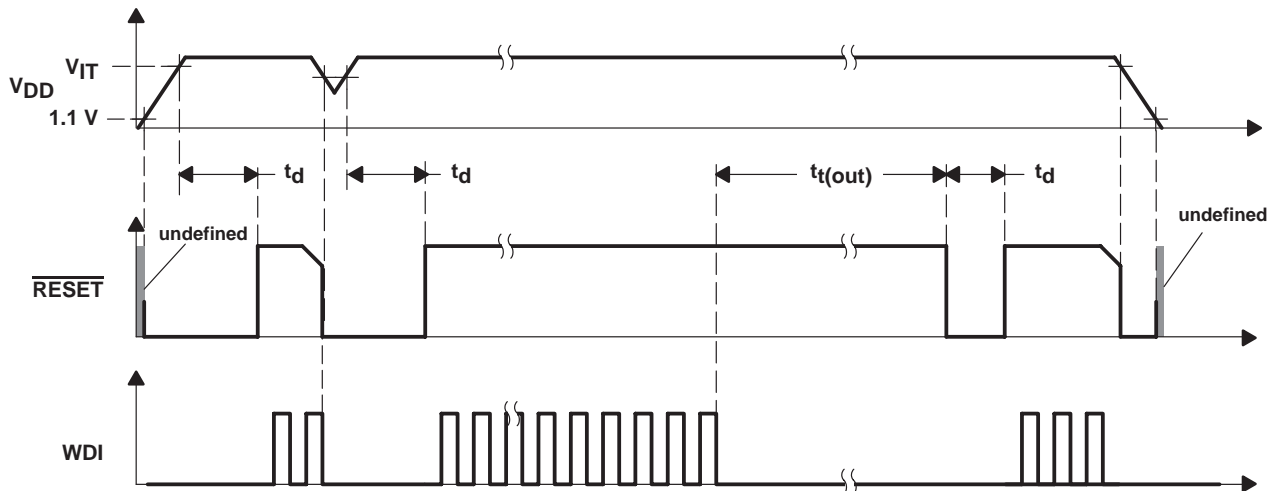 VIT
VDD
1.1 V
td
td
tt(out)
td
undefined
undefined
RESET
WDI